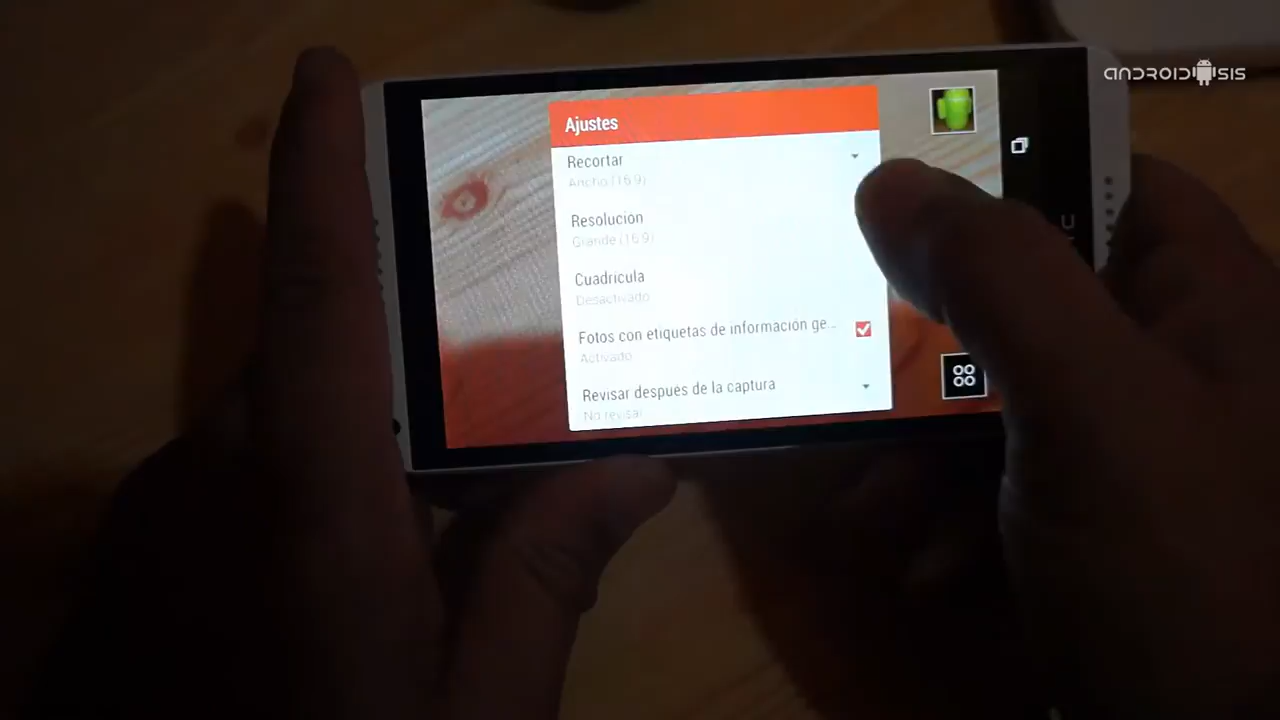 ANDROIDSIS
Ajustes
Recortar
Ancho (16:9)
Resolucion
Grande (16:9)
Cuadricula
Desactivado
Fotos con etiquetas de información ge...
Activado
Revisar despues de la captura
No revisar